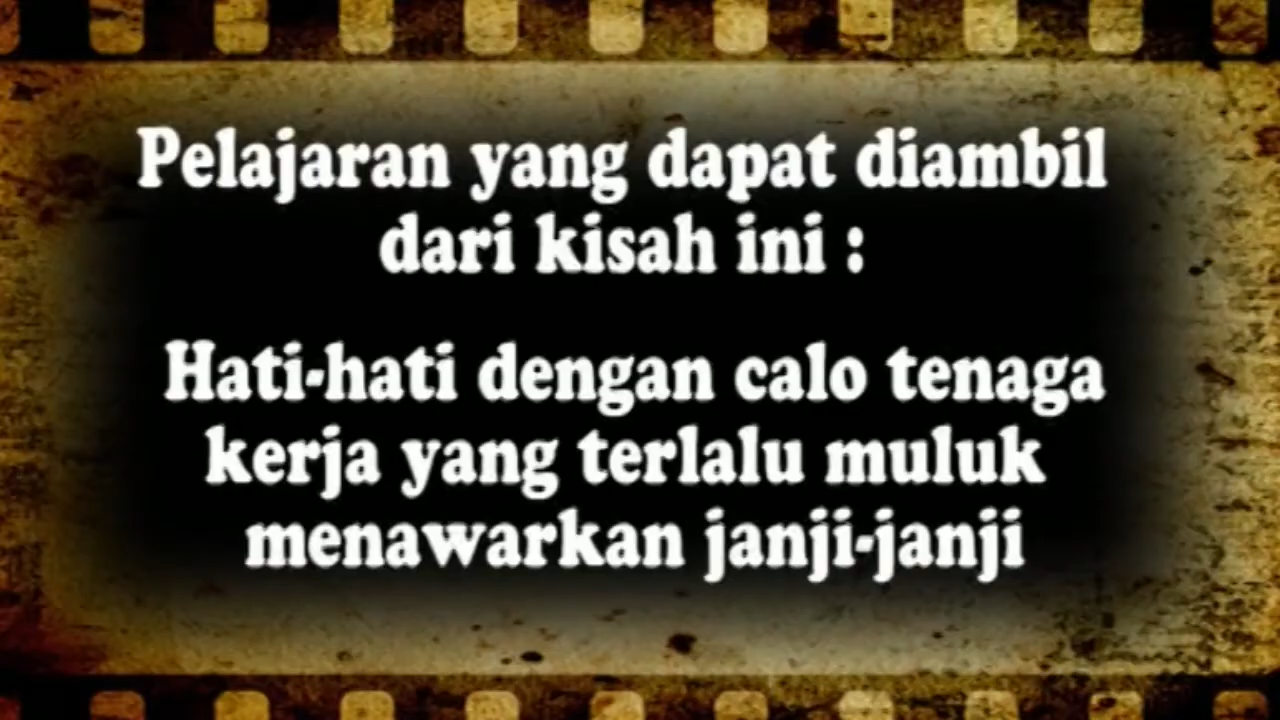 Pelajaran yang dapat diambil
dari kisah ini :
Hati-hati dengan calo tenaga
kerja yang terlalu muluk
menawarkan janji-janji